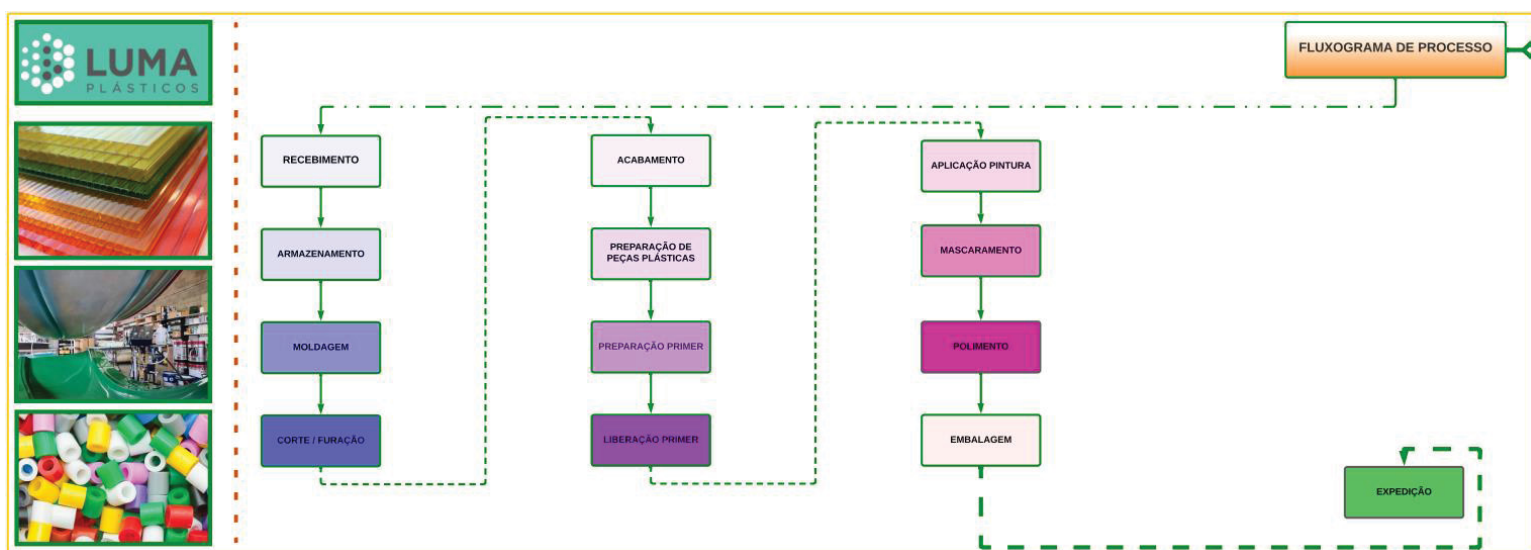 LUMA
PLÁSTICOS
FLUXOGRAMA DE PROCESSO
RECEBIMENTO
ARMAZENAMENTO
MOLDAGEM
CORTE / FURAÇÃO
ACABAMENTO
PREPARAÇÃO DE
PEÇAS PLÁSTICAS
PREPARAÇÃO PRIMER
LIBERAÇÃO PRIMER
APLICAÇÃO PINTURA
MASCARAMENTO
POLIMENTO
EMBALAGEM
EXPEDIÇÃO